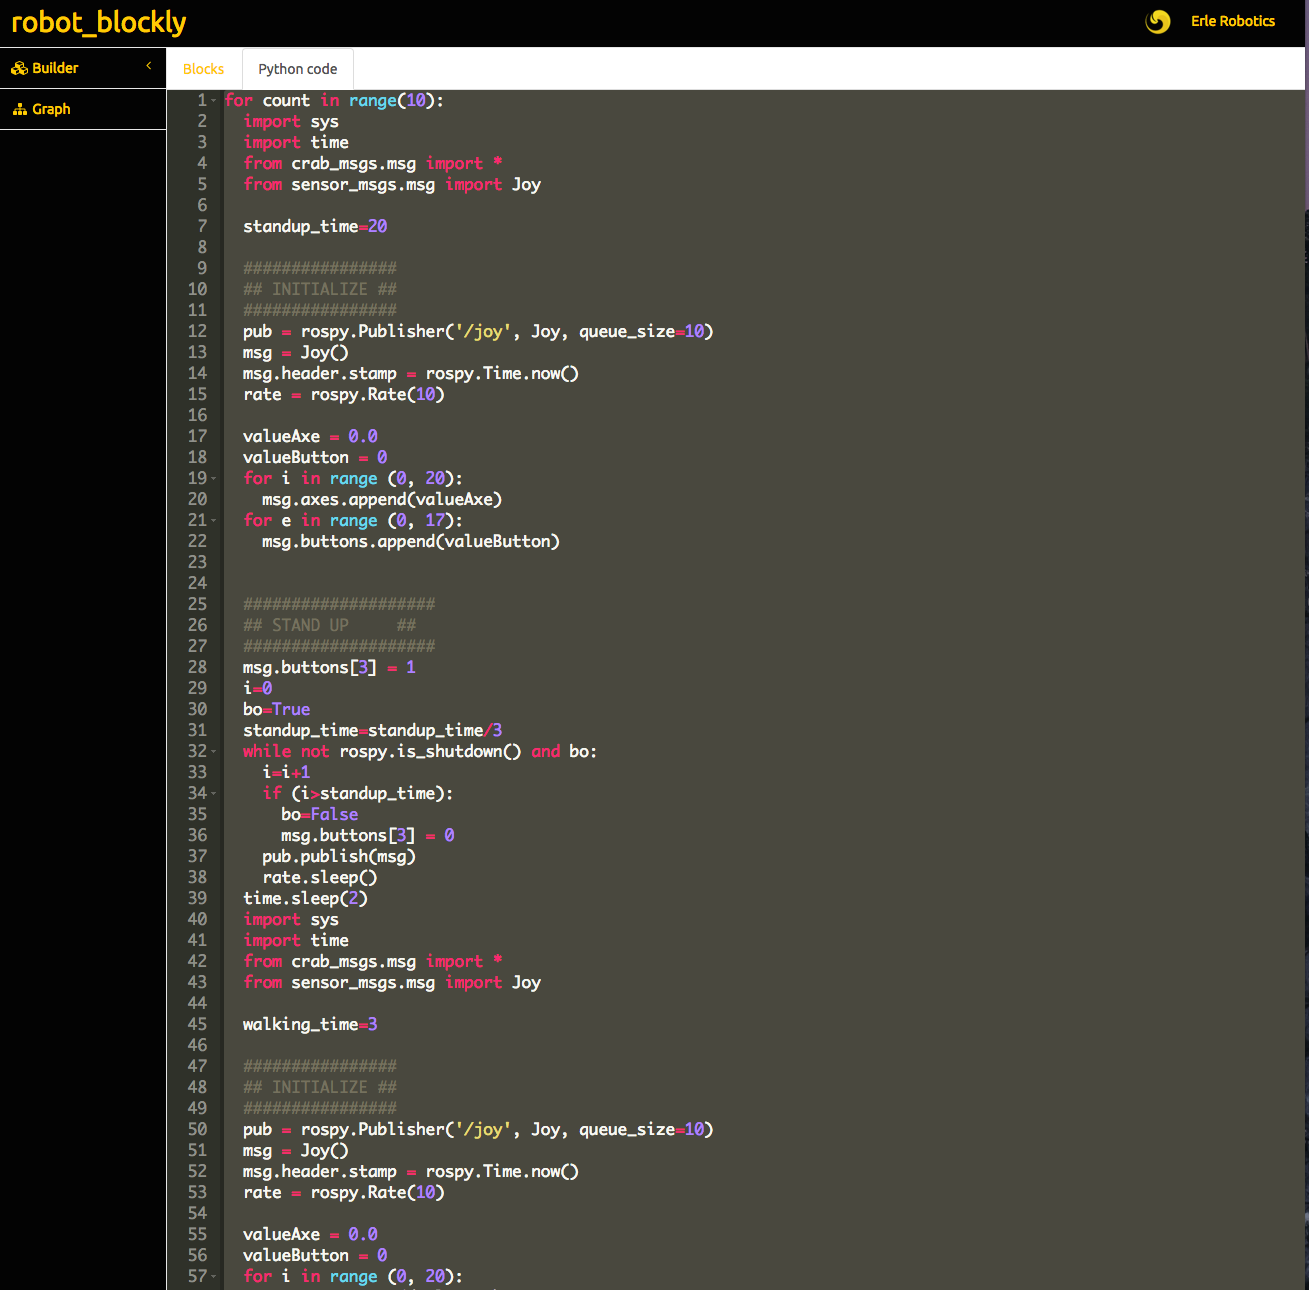 robot_blockly
Erle Robotics
Builder
Graph
Blocks
Python code
1 for count in range(10):
2   import sys
3   import time
4   from crab_msgs.msg import *
5   from sensor_msgs.msg import Joy
6
7   standup_time=20
8
9   ################
10   ## INITIALIZE ##
11   ################
12   pub = rospy.Publisher('/joy', Joy, queue_size=10)
13   msg = Joy()
14   msg.header.stamp = rospy.Time.now()
15   rate = rospy.Rate(10)
16
17   valueAxe = 0.0
18   valueButton = 0
19   for i in range (0, 20):
20     msg.axes.append(valueAxe)
21   for e in range (0, 17):
22     msg.buttons.append(valueButton)
23
24
25   ####################
26   ## STAND UP     ##
27   ####################
28   msg.buttons[3] = 1
29   i=0
30   bo=True
31   standup_time=standup_time/3
32   while not rospy.is_shutdown() and bo:
33     i=i+1
34     if (i>standup_time):
35       bo=False
36       msg.buttons[3] = 0
37     pub.publish(msg)
38     rate.sleep()
39   time.sleep(2)
40   import sys
41   import time
42   from crab_msgs.msg import *
43   from sensor_msgs.msg import Joy
44
45   walking_time=3
46
47   ################
48   ## INITIALIZE ##
49   ################
50   pub = rospy.Publisher('/joy', Joy, queue_size=10)
51   msg = Joy()
52   msg.header.stamp = rospy.Time.now()
53   rate = rospy.Rate(10)
54
55   valueAxe = 0.0
56   valueButton = 0
57   for i in range (0, 20):